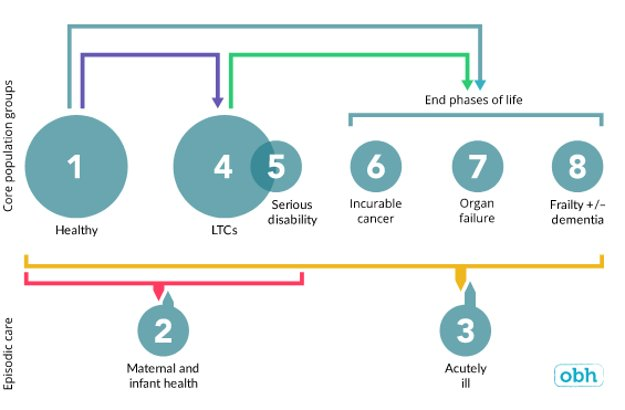 Core population groups
End phases of life
1
4
5
6
7
8
Healthy
LTCs
Serious
disability
Incurable
cancer
Organ
failure
Frailty +/–
dementia
Episodic care
2
3
Maternal and
infant health
Acutely
ill
obh